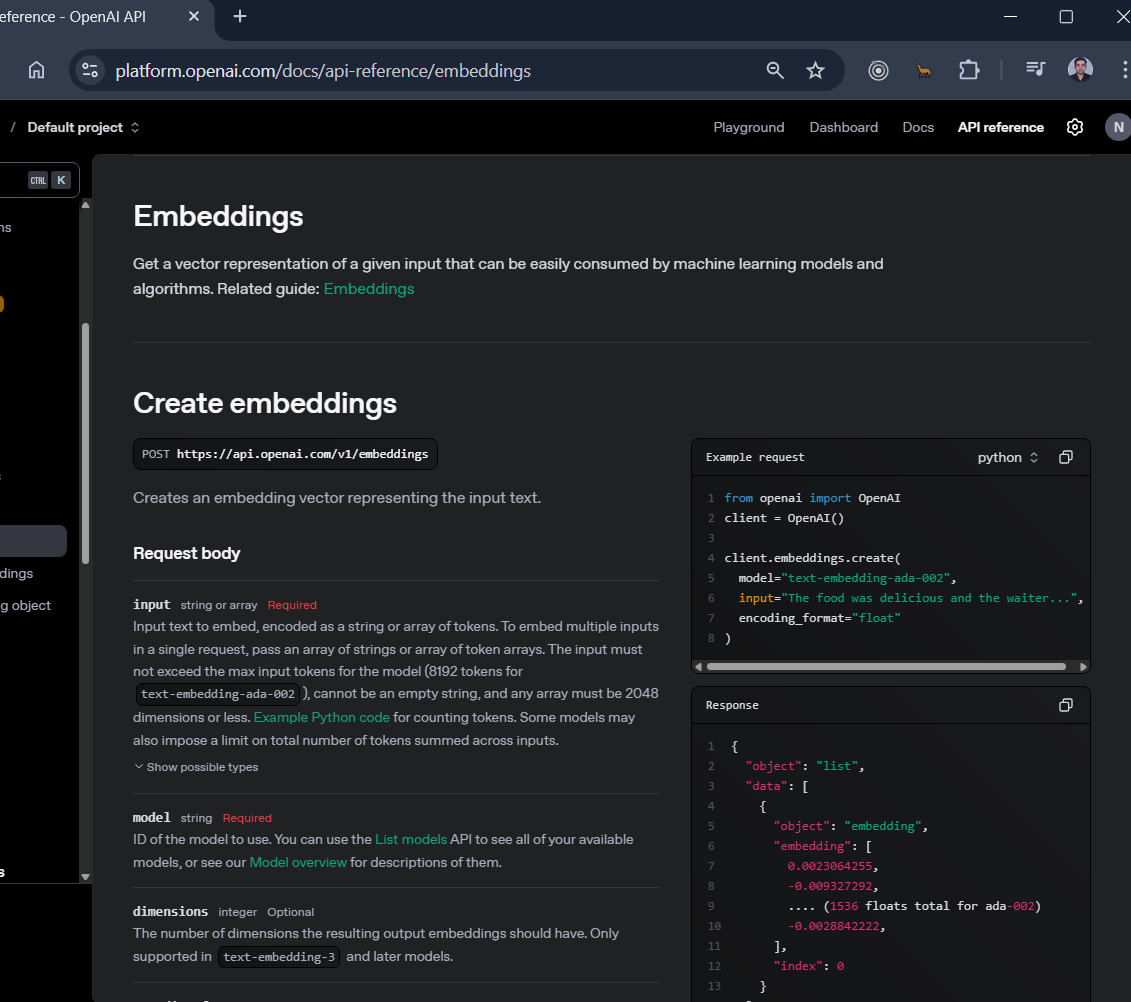 eference - OpenAI API
platform.openai.com/docs/api-reference/embeddings
/ Default project
Playground Dashboard Docs API reference N
CTRL K
ns
dings
g object
s
Embeddings
Get a vector representation of a given input that can be easily consumed by machine learning models and
algorithms. Related guide: Embeddings
Create embeddings
POST https://api.openai.com/v1/embeddings
Creates an embedding vector representing the input text.
Request body
input string or array Required
Input text to embed, encoded as a string or array of tokens. To embed multiple inputs
in a single request, pass an array of strings or array of token arrays. The input must
not exceed the max input tokens for the model (8192 tokens for
text-embedding-ada-002 ), cannot be an empty string, and any array must be 2048
dimensions or less. Example Python code for counting tokens. Some models may
also impose a limit on total number of tokens summed across inputs.
Show possible types
model string Required
ID of the model to use. You can use the List models API to see all of your available
models, or see our Model overview for descriptions of them.
dimensions integer Optional
The number of dimensions the resulting output embeddings should have. Only
supported in text-embedding-3 and later models.
Example request python
1 from openai import OpenAI
2 client = OpenAI()
3
4 client.embeddings.create(
5 model="text-embedding-ada-002",
6 input="The food was delicious and the waiter...",
7 encoding_format="float"
8 )
Response
1 {
2 "object": "list",
3 "data": [
4 {
5 "object": "embedding",
6 "embedding": [
7 0.0023064255,
8 -0.009327292,
9 .... (1536 floats total for ada-002)
10 -0.0028842222,
11 ],
12 "index": 0
13 }